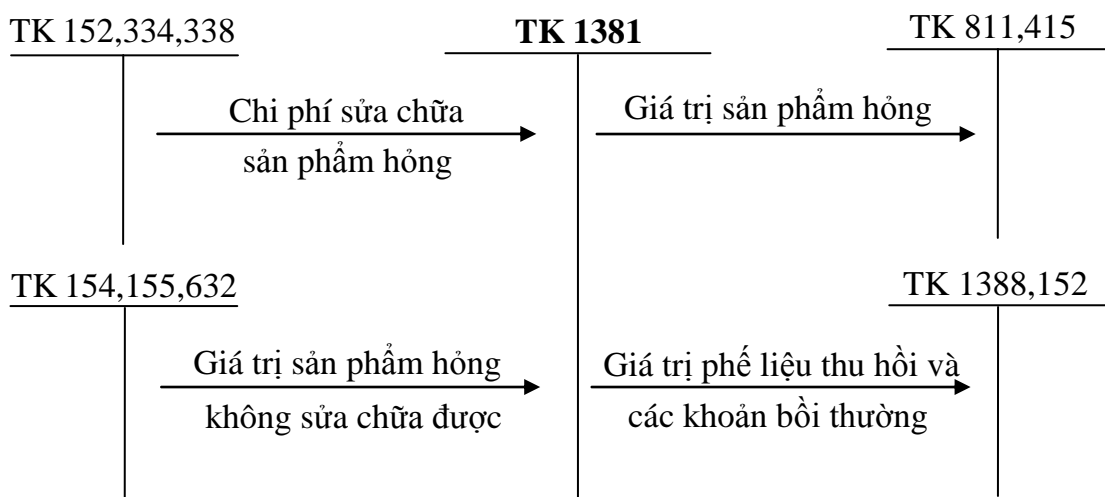 TK 152,334,338
TK 1381
TK 811,415
Chi phí sửa chữa
sản phẩm hỏng
Giá trị sản phẩm hỏng
TK 154,155,632
TK 1388,152
Giá trị sản phẩm hỏng
không sửa chữa được
Giá trị phế liệu thu hồi và
các khoản bồi thường